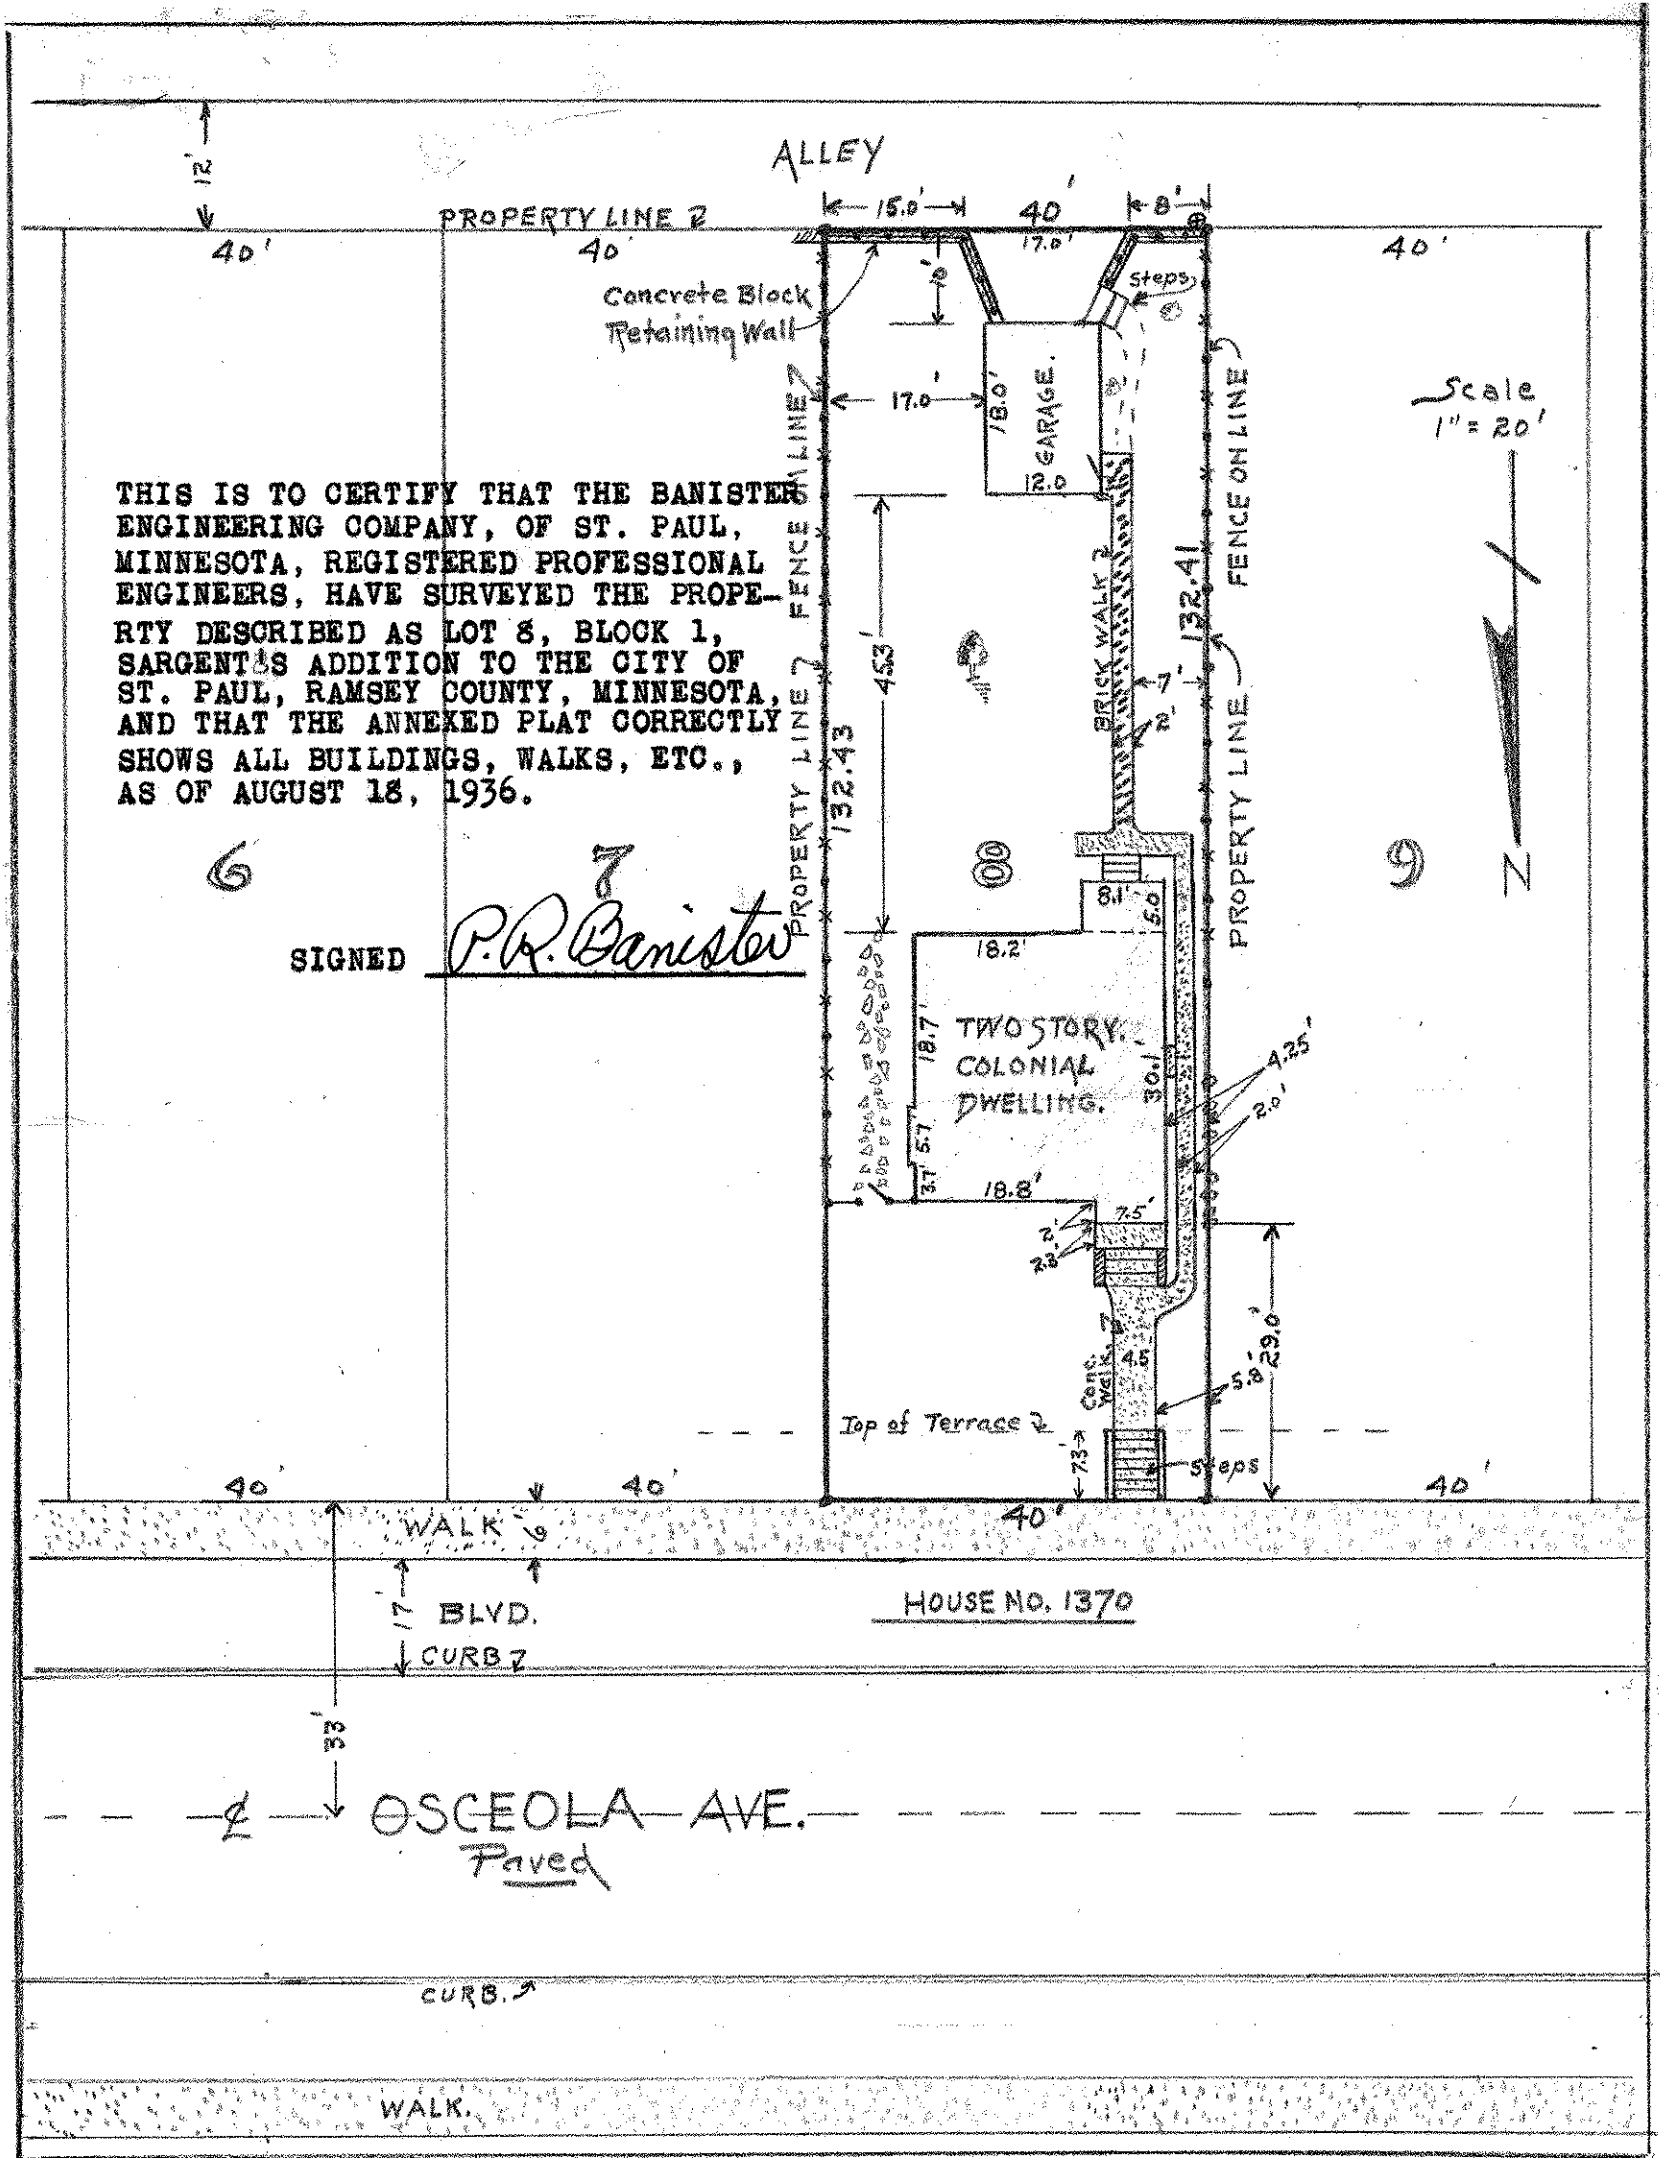 12'
ALLEY
PROPERTY LINE
15.0'
40'
8'
40'
40'
17.0'
40'
Concrete Block
Retaining Wall
steps
17.0'
18.0'
GARAGE.
12.0
FENCE ON LINE
FENCE ON LINE
Scale
1" = 20'
THIS IS TO CERTIFY THAT THE BANISTER
ENGINEERING COMPANY, OF ST. PAUL,
MINNESOTA, REGISTERED PROFESSIONAL
ENGINEERS, HAVE SURVEYED THE PROPE-
RTY DESCRIBED AS LOT 8, BLOCK 1,
SARGENT'S ADDITION TO THE CITY OF
ST. PAUL, RAMSEY COUNTY, MINNESOTA,
AND THAT THE ANNEXED PLAT CORRECTLY
SHOWS ALL BUILDINGS, WALKS, ETC.,
AS OF AUGUST 18, 1936.
PROPERTY LINE
132.43
45.3'
BRICK WALK
132.41
7'
2'
PROPERTY LINE
6
7
8
9
N
SIGNED P.R. Banister
8.1'
5.0'
18.2'
18.7'
TWO STORY.
COLONIAL
DWELLING.
30.1'
4.25'
2.0'
5.7
3.7'
18.8'
7.5'
2'
2.3'
29.0'
Conc.
Walk.
4.5
5.8'
Top of Terrace
7.3'
steps
40'
40'
40'
40'
WALK
6'
17'
BLVD.
CURB
HOUSE NO. 1370
33'
℄ OSCEOLA AVE.
Paved
CURB.
WALK.